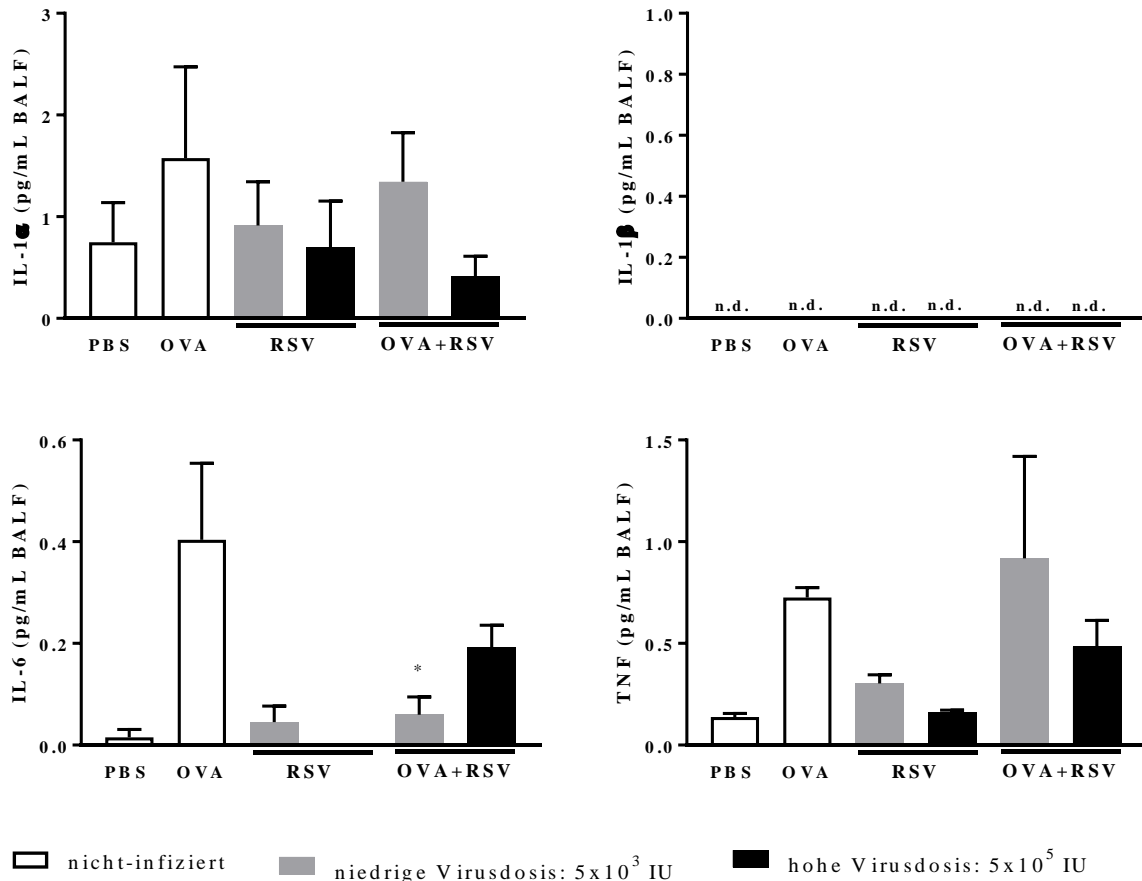 IL-1α (pg/mL BALF)
3
2
1
0
PBS OVA RSV OVA+RSV
IL-1β (pg/mL BALF)
1.0
0.8
0.6
0.4
0.2
0.0
n.d. n.d. n.d. n.d. n.d. n.d.
PBS OVA RSV OVA+RSV
IL-6 (pg/mL BALF)
0.6
0.4
0.2
0.0
*
PBS OVA RSV OVA+RSV
TNF (pg/mL BALF)
1.5
1.0
0.5
0.0
PBS OVA RSV OVA+RSV
nicht-infiziert
niedrige Virusdosis: 5x10³ IU
hohe Virusdosis: 5x10⁵ IU